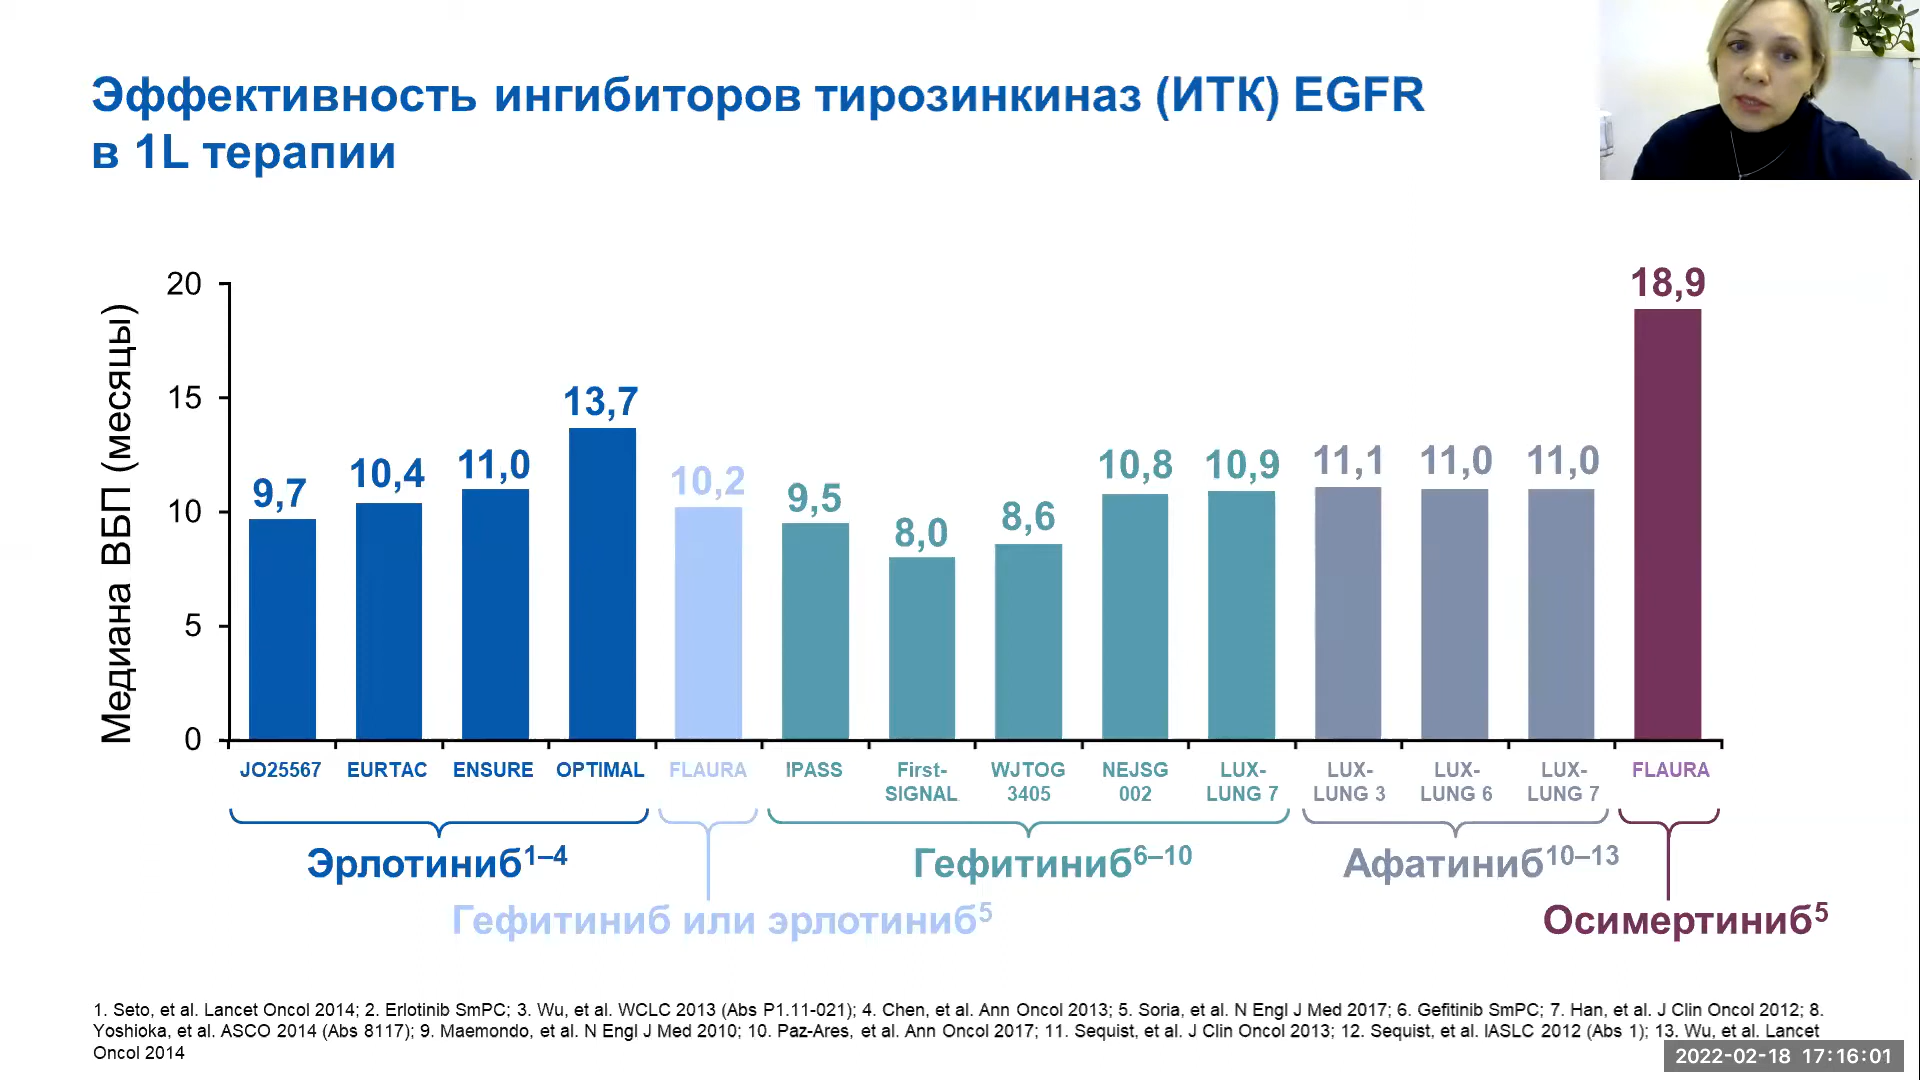 Эффективность ингибиторов тирозинкиназ (ИТК) EGFR
в 1L терапии
Медиана ВБП (месяцы)
20
15
10
5
0
9,7
10,4
11,0
13,7
10,2
9,5
8,0
8,6
10,8
10,9
11,1
11,0
11,0
18,9
JO25567
EURTAC
ENSURE
OPTIMAL
FLAURA
IPASS
First-
SIGNAL
WJTOG
3405
NEJSG
002
LUX-
LUNG 7
LUX-
LUNG 3
LUX-
LUNG 6
LUX-
LUNG 7
FLAURA
Эрлотиниб1–4
Гефитиниб6–10
Афатиниб10–13
Гефитиниб или эрлотиниб5
Осимертиниб5
1. Seto, et al. Lancet Oncol 2014; 2. Erlotinib SmPC; 3. Wu, et al. WCLC 2013 (Abs P1.11-021); 4. Chen, et al. Ann Oncol 2013; 5. Soria, et al. N Engl J Med 2017; 6. Gefitinib SmPC; 7. Han, et al. J Clin Oncol 2012; 8.
Yoshioka, et al. ASCO 2014 (Abs 8117); 9. Maemondo, et al. N Engl J Med 2010; 10. Paz-Ares, et al. Ann Oncol 2017; 11. Sequist, et al. J Clin Oncol 2013; 12. Sequist, et al. IASLC 2012 (Abs 1); 13. Wu, et al. Lancet
Oncol 2014
2022-02-18 17:16:01